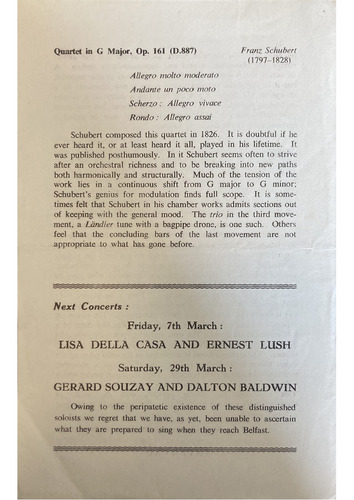 Quartet in G Major, Op. 161 (D.887) Franz Schubert
(1797–1828)
Allegro molto moderato
Andante un poco moto
Scherzo : Allegro vivace
Rondo : Allegro assai
Schubert composed this quartet in 1826. It is doubtful if he
ever heard it, or at least heard it all, played in his lifetime. It
was published posthumously. In it Schubert seems often to strive
after an orchestral richness and to be breaking into new paths
both harmonically and structurally. Much of the tension of the
work lies in a continuous shift from G major to G minor;
Schubert's genius for modulation finds full scope. It is some-
times felt that Schubert in his chamber works admits sections out
of keeping with the general mood. The trio in the third move-
ment, a Ländler tune with a bagpipe drone, is one such. Others
feel that the concluding bars of the last movement are not
appropriate to what has gone before.
Next Concerts :
Friday, 7th March :
LISA DELLA CASA AND ERNEST LUSH
Saturday, 29th March :
GERARD SOUZAY AND DALTON BALDWIN
Owing to the peripatetic existence of these distinguished
soloists we regret that we have, as yet, been unable to ascertain
what they are prepared to sing when they reach Belfast.